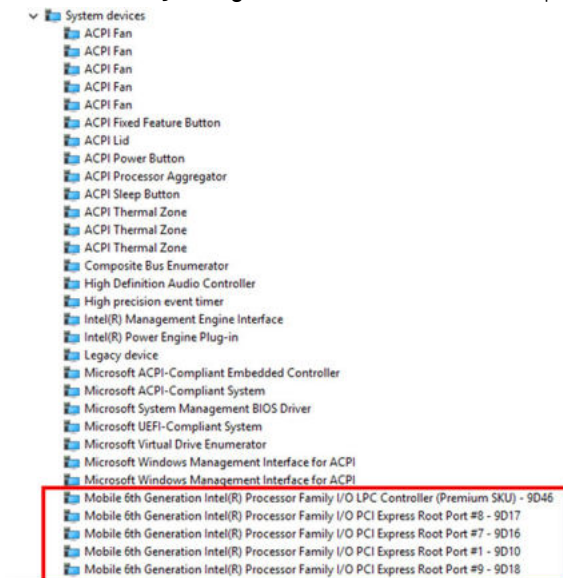 System devices
ACPI Fan
ACPI Fan
ACPI Fan
ACPI Fan
ACPI Fan
ACPI Fixed Feature Button
ACPI Lid
ACPI Power Button
ACPI Processor Aggregator
ACPI Sleep Button
ACPI Thermal Zone
ACPI Thermal Zone
ACPI Thermal Zone
Composite Bus Enumerator
High Definition Audio Controller
High precision event timer
Intel(R) Management Engine Interface
Intel(R) Power Engine Plug-in
Legacy device
Microsoft ACPI-Compliant Embedded Controller
Microsoft ACPI-Compliant System
Microsoft System Management BIOS Driver
Microsoft UEFI-Compliant System
Microsoft Virtual Drive Enumerator
Microsoft Windows Management Interface for ACPI
Microsoft Windows Management Interface for ACPI
Mobile 6th Generation Intel(R) Processor Family I/O LPC Controller (Premium SKU) - 9D46
Mobile 6th Generation Intel(R) Processor Family I/O PCI Express Root Port #8 - 9D17
Mobile 6th Generation Intel(R) Processor Family I/O PCI Express Root Port #7 - 9D16
Mobile 6th Generation Intel(R) Processor Family I/O PCI Express Root Port #1 - 9D10
Mobile 6th Generation Intel(R) Processor Family I/O PCI Express Root Port #9 - 9D18